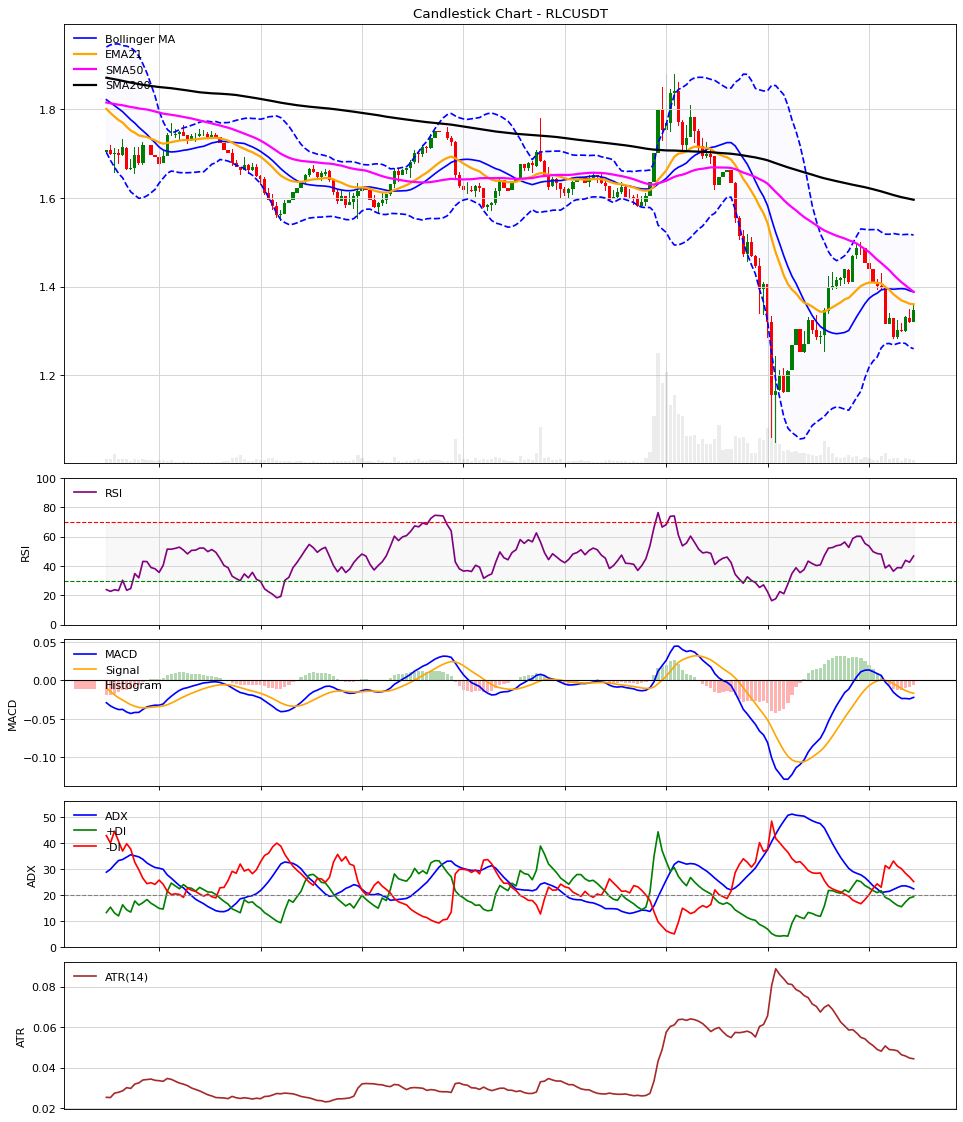 Candlestick Chart - RLCUSDT
Bollinger MA
EMA21
SMA50
SMA200
1.8
1.6
1.4
1.2
RSI
100
80
60
40
20
0
RSI
MACD
Signal
Histogram
0.05
0.00
−0.05
−0.10
MACD
ADX
+DI
-DI
50
40
30
20
10
0
ADX
ATR(14)
0.08
0.06
0.04
0.02
ATR